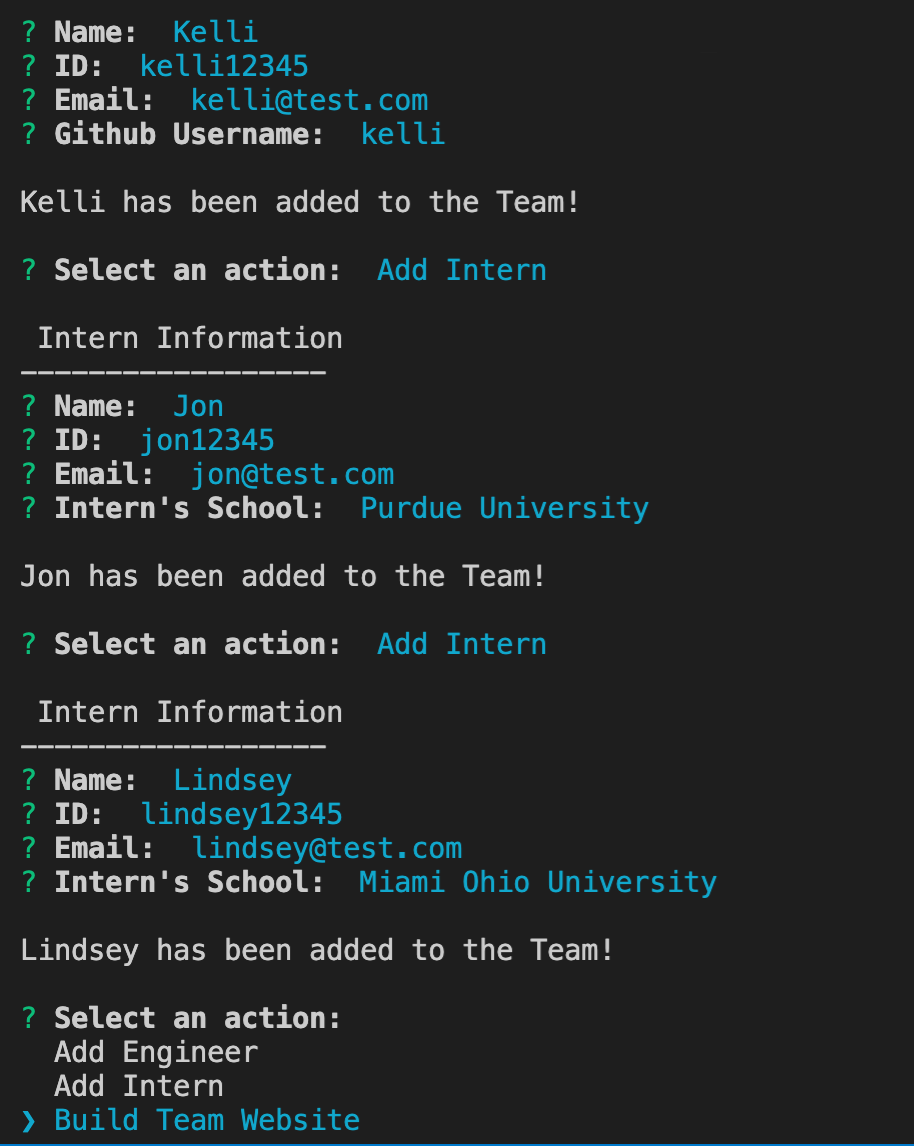 ? Name:  Kelli
? ID:  kelli12345
? Email:  kelli@test.com
? Github Username:  kelli
Kelli has been added to the Team!
? Select an action:  Add Intern
Intern Information
------------------
? Name:  Jon
? ID:  jon12345
? Email:  jon@test.com
? Intern's School:  Purdue University
Jon has been added to the Team!
? Select an action:  Add Intern
Intern Information
------------------
? Name:  Lindsey
? ID:  lindsey12345
? Email:  lindsey@test.com
? Intern's School:  Miami Ohio University
Lindsey has been added to the Team!
? Select an action:
Add Engineer
Add Intern
❯ Build Team Website